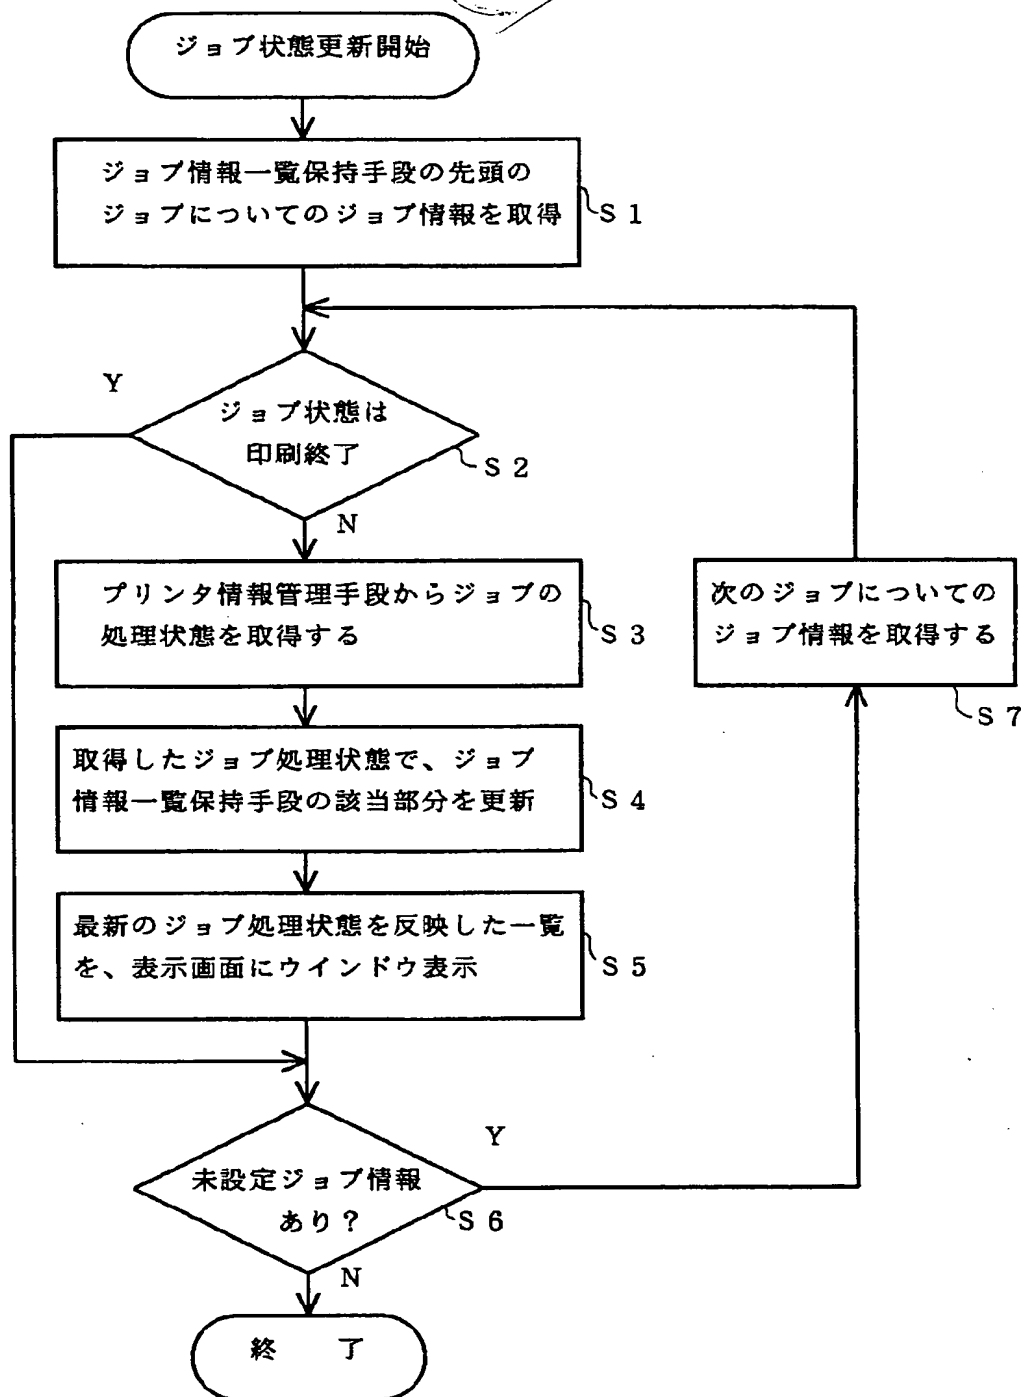 ジョブ状態更新開始
ジョブ情報一覧保持手段の先頭の
ジョブについてのジョブ情報を取得
S1
Y
ジョブ状態は
印刷終了
S2
N
プリンタ情報管理手段からジョブの
処理状態を取得する
S3
次のジョブについての
ジョブ情報を取得する
S7
取得したジョブ処理状態で、ジョブ
情報一覧保持手段の該当部分を更新
S4
最新のジョブ処理状態を反映した一覧
を、表示画面にウインドウ表示
S5
Y
未設定ジョブ情報
あり?
S6
N
終 了